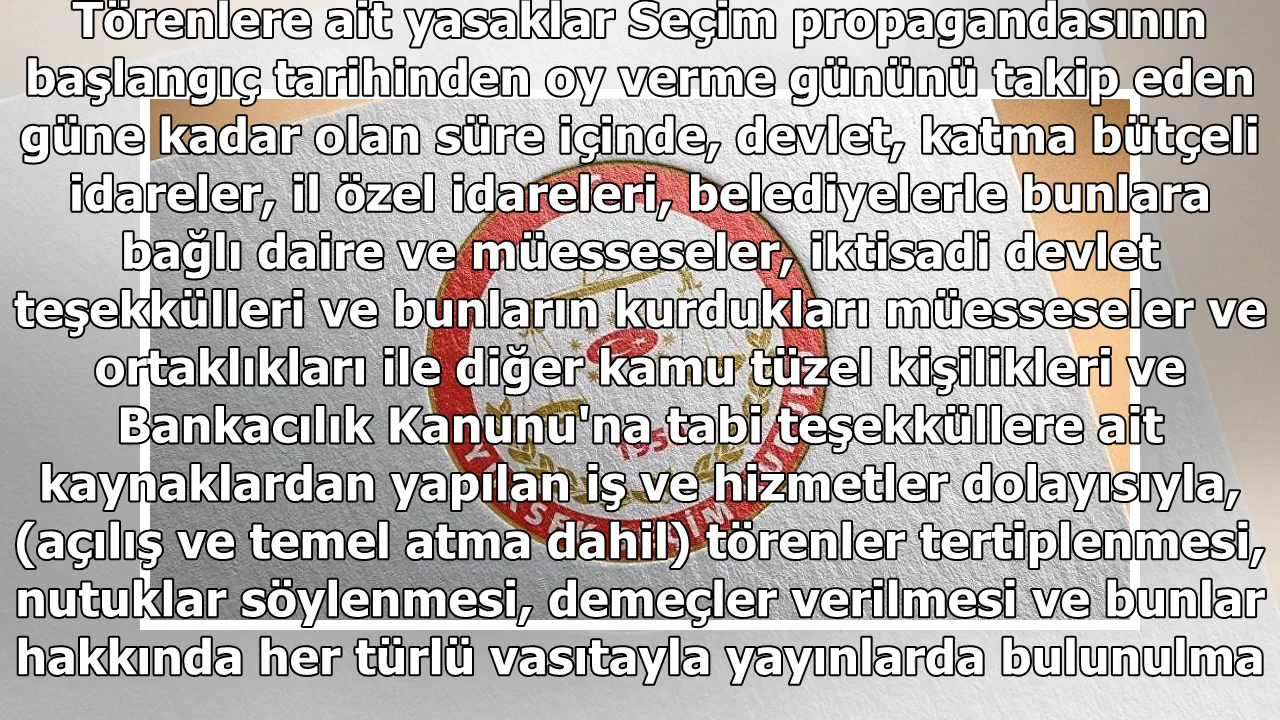 Törenlere ait yasaklar Seçim propagandasının
başlangıç tarihinden oy verme gününü takip eden
güne kadar olan süre içinde, devlet, katma bütçeli
idareler, il özel idareleri, belediyelerle bunlara
bağlı daire ve müesseseler, iktisadi devlet
teşekkülleri ve bunların kurdukları müesseseler ve
ortaklıkları ile diğer kamu tüzel kişilikleri ve
Bankacılık Kanunu'na tabi teşekküllere ait
kaynaklardan yapılan iş ve hizmetler dolayısıyla,
(açılış ve temel atma dahil) törenler tertiplenmesi,
nutuklar söylenmesi, demeçler verilmesi ve bunlar
hakkında her türlü vasıtayla yayınlarda bulunulma